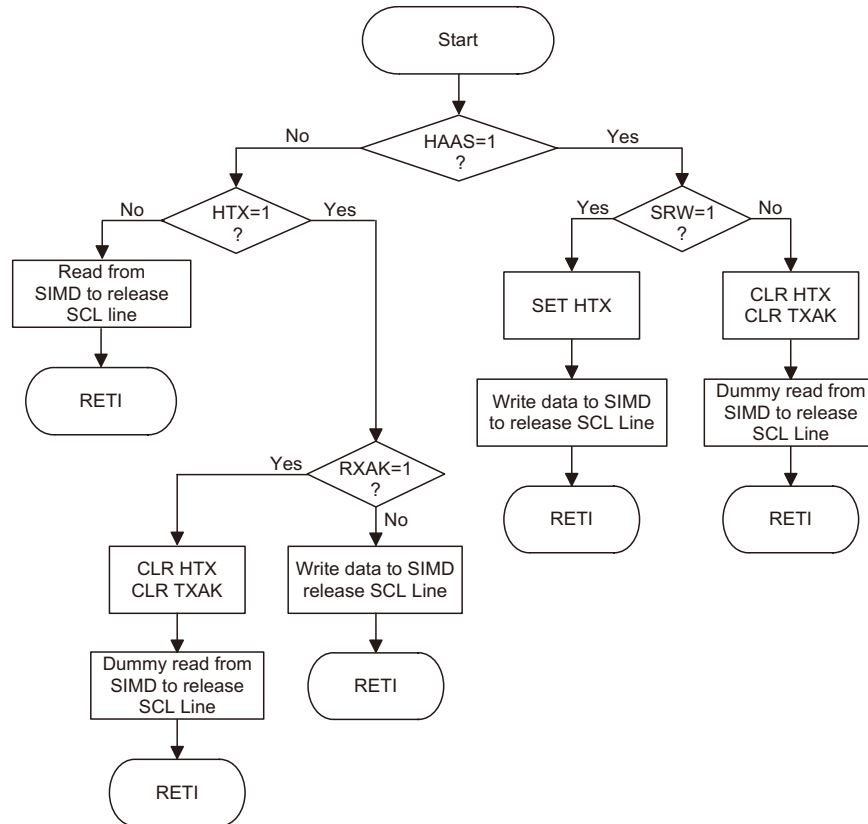 Start
HAAS=1
?
No
Yes
HTX=1
?
No
Yes
SRW=1
?
Yes
No
Read from
SIMD to release
SCL line
RETI
SET HTX
CLR HTX
CLR TXAK
Write data to SIMD
to release SCL Line
Dummy read from
SIMD to release
SCL Line
RETI
RETI
RXAK=1
?
Yes
No
CLR HTX
CLR TXAK
Write data to SIMD
release SCL Line
Dummy read from
SIMD to release
SCL Line
RETI
RETI